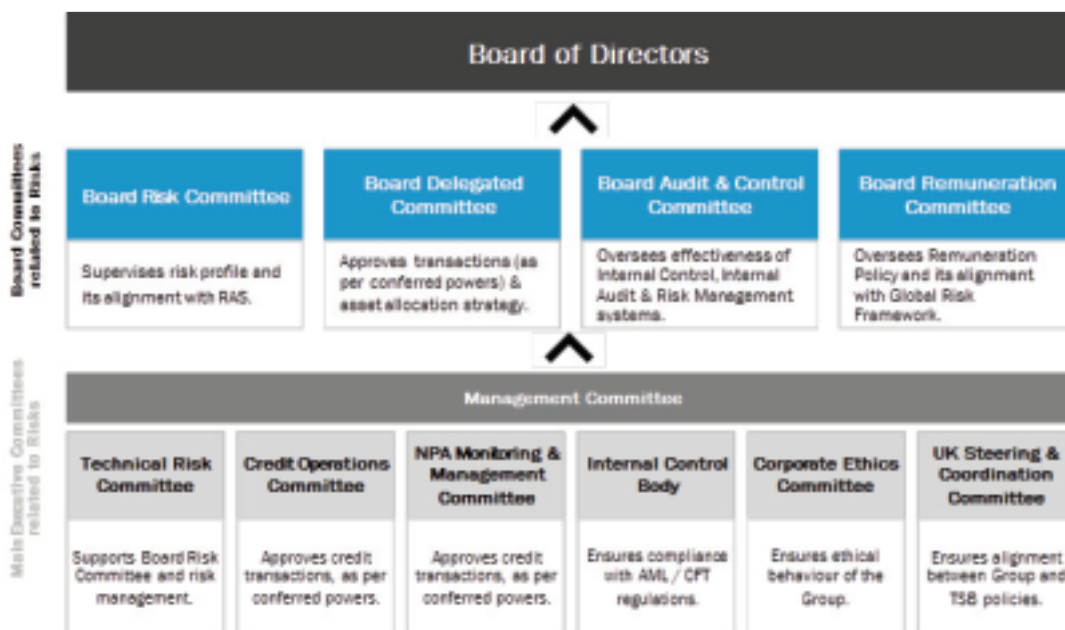 Board of Directors
Board Committees
related to Risks
Board Risk Committee
Supervises risk profile and
its alignment with RAS.
Board Delegated
Committee
Approves transactions (as
per conferred powers) &
asset allocation strategy.
Board Audit & Control
Committee
Oversees effectiveness of
Internal Control, Internal
Audit & Risk Management
systems.
Board Remuneration
Committee
Oversees Remuneration
Policy and its alignment
with Global Risk
Framework.
Main Executive Committees
related to Risks
Management Committee
Technical Risk
Committee
Supports Board Risk
Committee and risk
management.
Credit Operations
Committee
Approves credit
transactions, as per
conferred powers.
NPA Monitoring &
Management
Committee
Approves credit
transactions, as per
conferred powers.
Internal Control
Body
Ensures compliance
with AML / CFT
regulations.
Corporate Ethics
Committee
Ensures ethical
behaviour of the
Group.
UK Steering &
Coordination
Committee
Ensures alignment
between Group and
TSB policies.